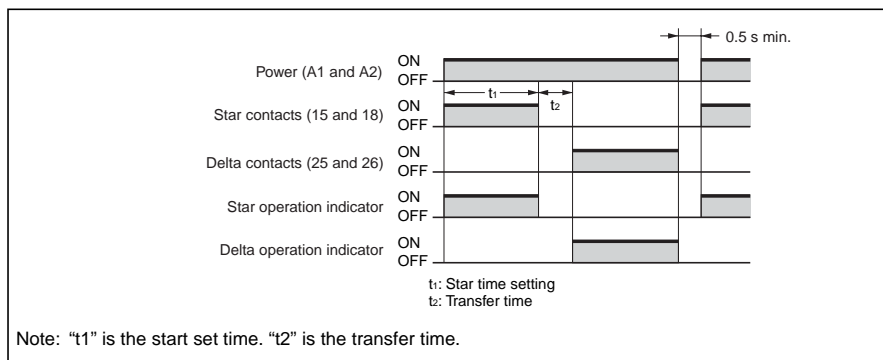 0.5 s min.
Power (A1 and A2) ON
OFF
t1
t2
Star contacts (15 and 18) ON
OFF
Delta contacts (25 and 26) ON
OFF
Star operation indicator ON
OFF
Delta operation indicator ON
OFF
t1: Star time setting
t2: Transfer time
Note: “t1” is the start set time. “t2” is the transfer time.